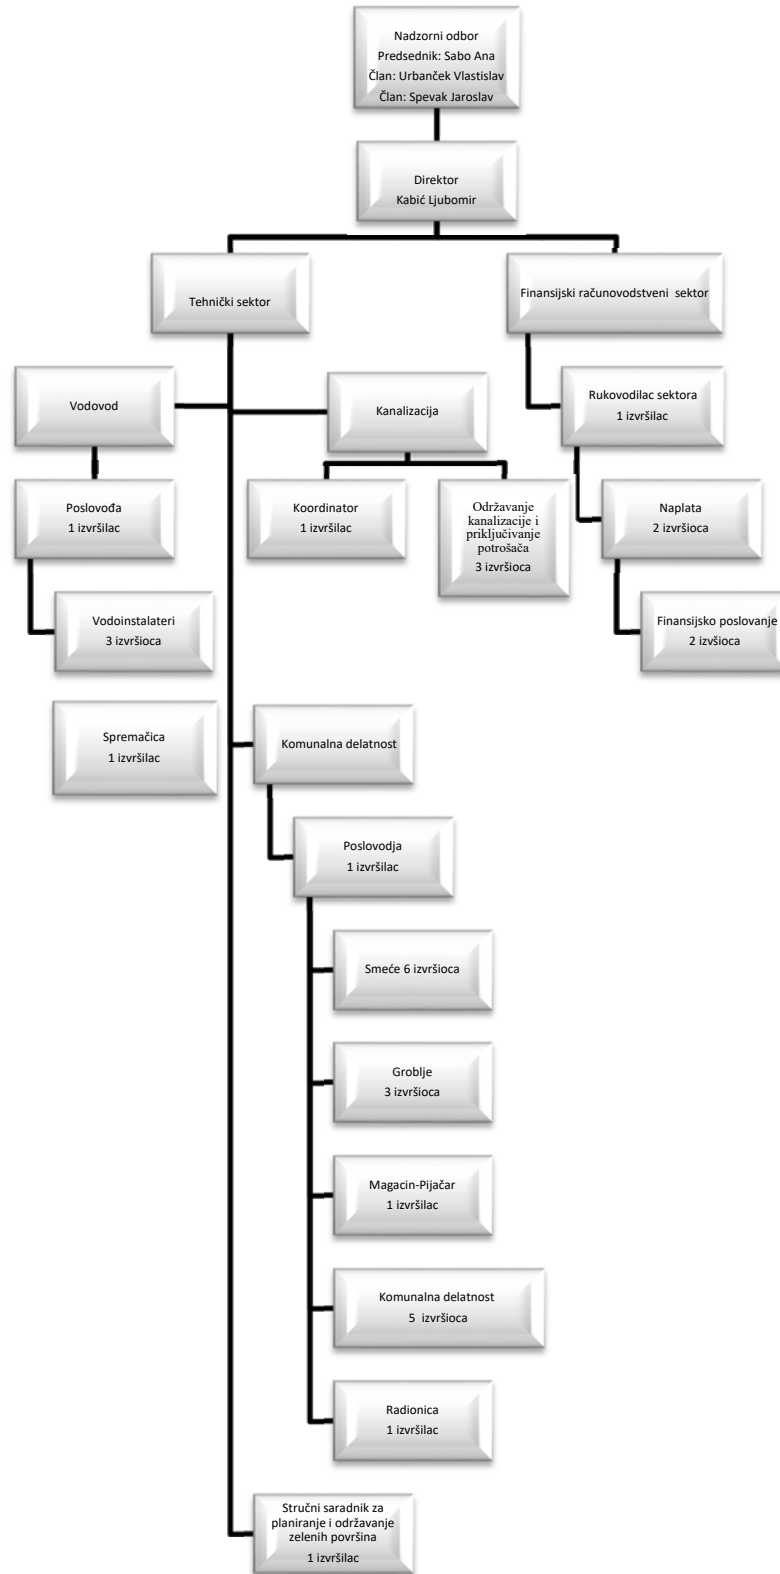 Nadzorni odbor
Predsednik: Sabo Ana
Član: Urbanček Vlastislav
Član: Spevak Jaroslav
Direktor
Kabić Ljubomir
Tehnički sektor
Finansijski računovodstveni sektor
Vodovod
Kanalizacija
Rukovodilac sektora
1 izvršilac
Poslovođa
1 izvršilac
Koordinator
1 izvršilac
Održavanje
kanalizacije i
priključivanje
potrošača
3 izvršioca
Naplata
2 izvršioca
Vodoinstalateri
3 izvršioca
Finansijsko poslovanje
2 izvšioca
Spremačica
1 izvršilac
Komunalna delatnost
Poslovodja
1 izvršilac
Smeće 6 izvršioca
Groblje
3 izvršioca
Magacin-Pijačar
1 izvršilac
Komunalna delatnost
5 izvršioca
Radionica
1 izvršilac
Stručni saradnik za
planiranje i održavanje
zelenih površina
1 izvršilac